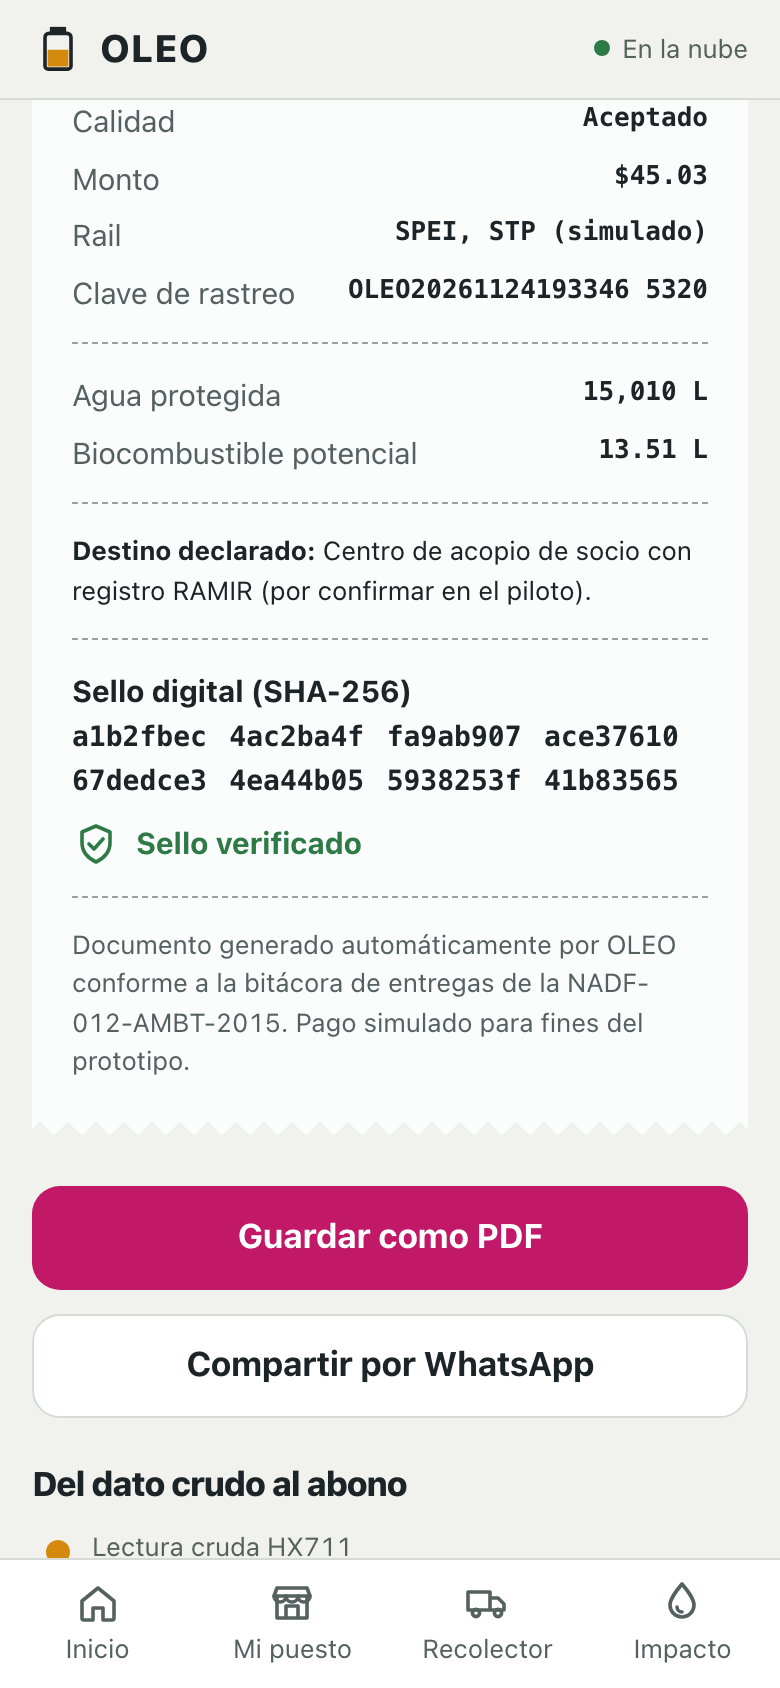 OLEO
En la nube
Calidad Aceptado
Monto $45.03
Rail SPEI, STP (simulado)
Clave de rastreo OLEO20261124193346 5320
Agua protegida 15,010 L
Biocombustible potencial 13.51 L
Destino declarado: Centro de acopio de socio con
registro RAMIR (por confirmar en el piloto).
Sello digital (SHA-256)
a1b2fbec 4ac2ba4f fa9ab907 ace37610
67dedce3 4ea44b05 5938253f 41b83565
Sello verificado
Documento generado automáticamente por OLEO
conforme a la bitácora de entregas de la NADF-
012-AMBT-2015. Pago simulado para fines del
prototipo.
Guardar como PDF
Compartir por WhatsApp
Del dato crudo al abono
Lectura cruda HX711
Inicio Mi puesto Recolector Impacto